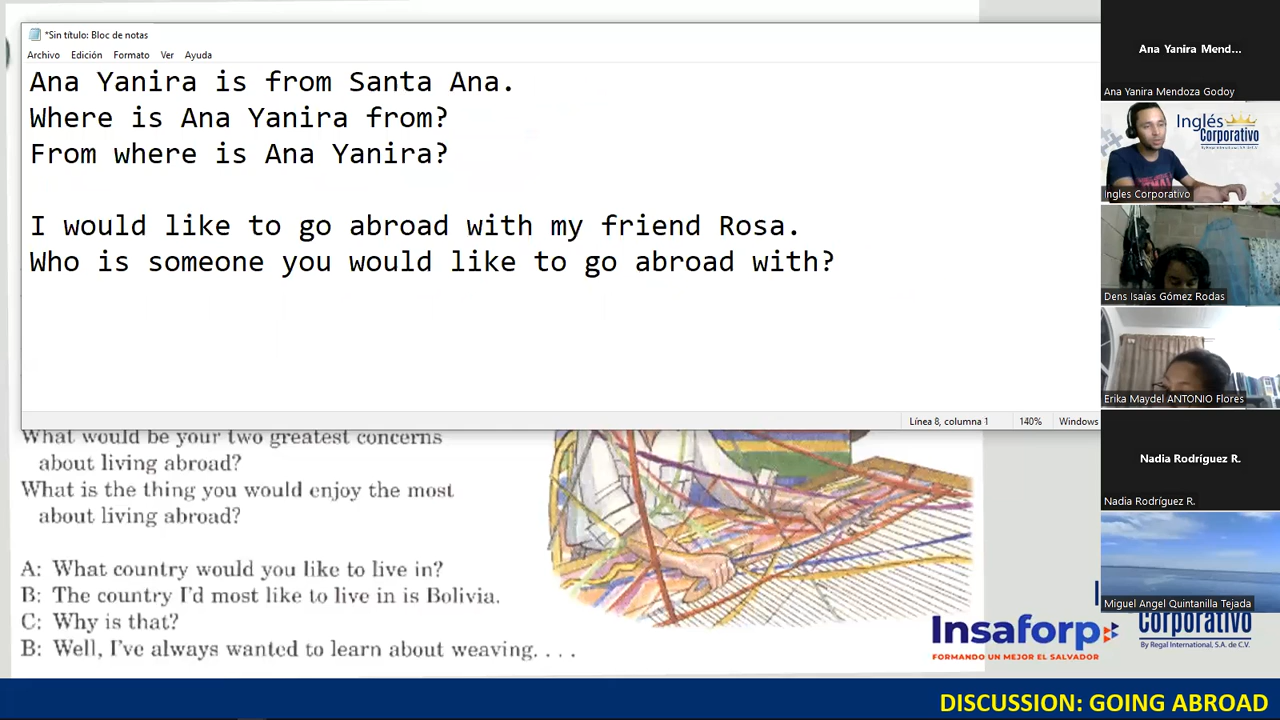 *Sin título: Bloc de notas
Archivo Edición Formato Ver Ayuda
Ana Yanira is from Santa Ana.
Where is Ana Yanira from?
From where is Ana Yanira?
I would like to go abroad with my friend Rosa.
Who is someone you would like to go abroad with?
Línea 8, columna 1 140% Windows
What would be your two greatest concerns
about living abroad?
What is the thing you would enjoy the most
about living abroad?
A: What country would you like to live in?
B: The country I'd most like to live in is Bolivia.
C: Why is that?
B: Well, I've always wanted to learn about weaving. . . .
Insaforp
FORMANDO UN MEJOR EL SALVADOR
Corporativo
By Regal International, S.A. de C.V.
DISCUSSION: GOING ABROAD
Ana Yanira Mend...
Ana Yanira Mendoza Godoy
Inglés
Corporativo
By Regal International, S.A. de C.V.
Ingles Corporativo
Dens Isaías Gómez Rodas
Erika Maydel ANTONIO Flores
Nadia Rodríguez R.
Nadia Rodríguez R.
Miguel Angel Quintanilla Tejada